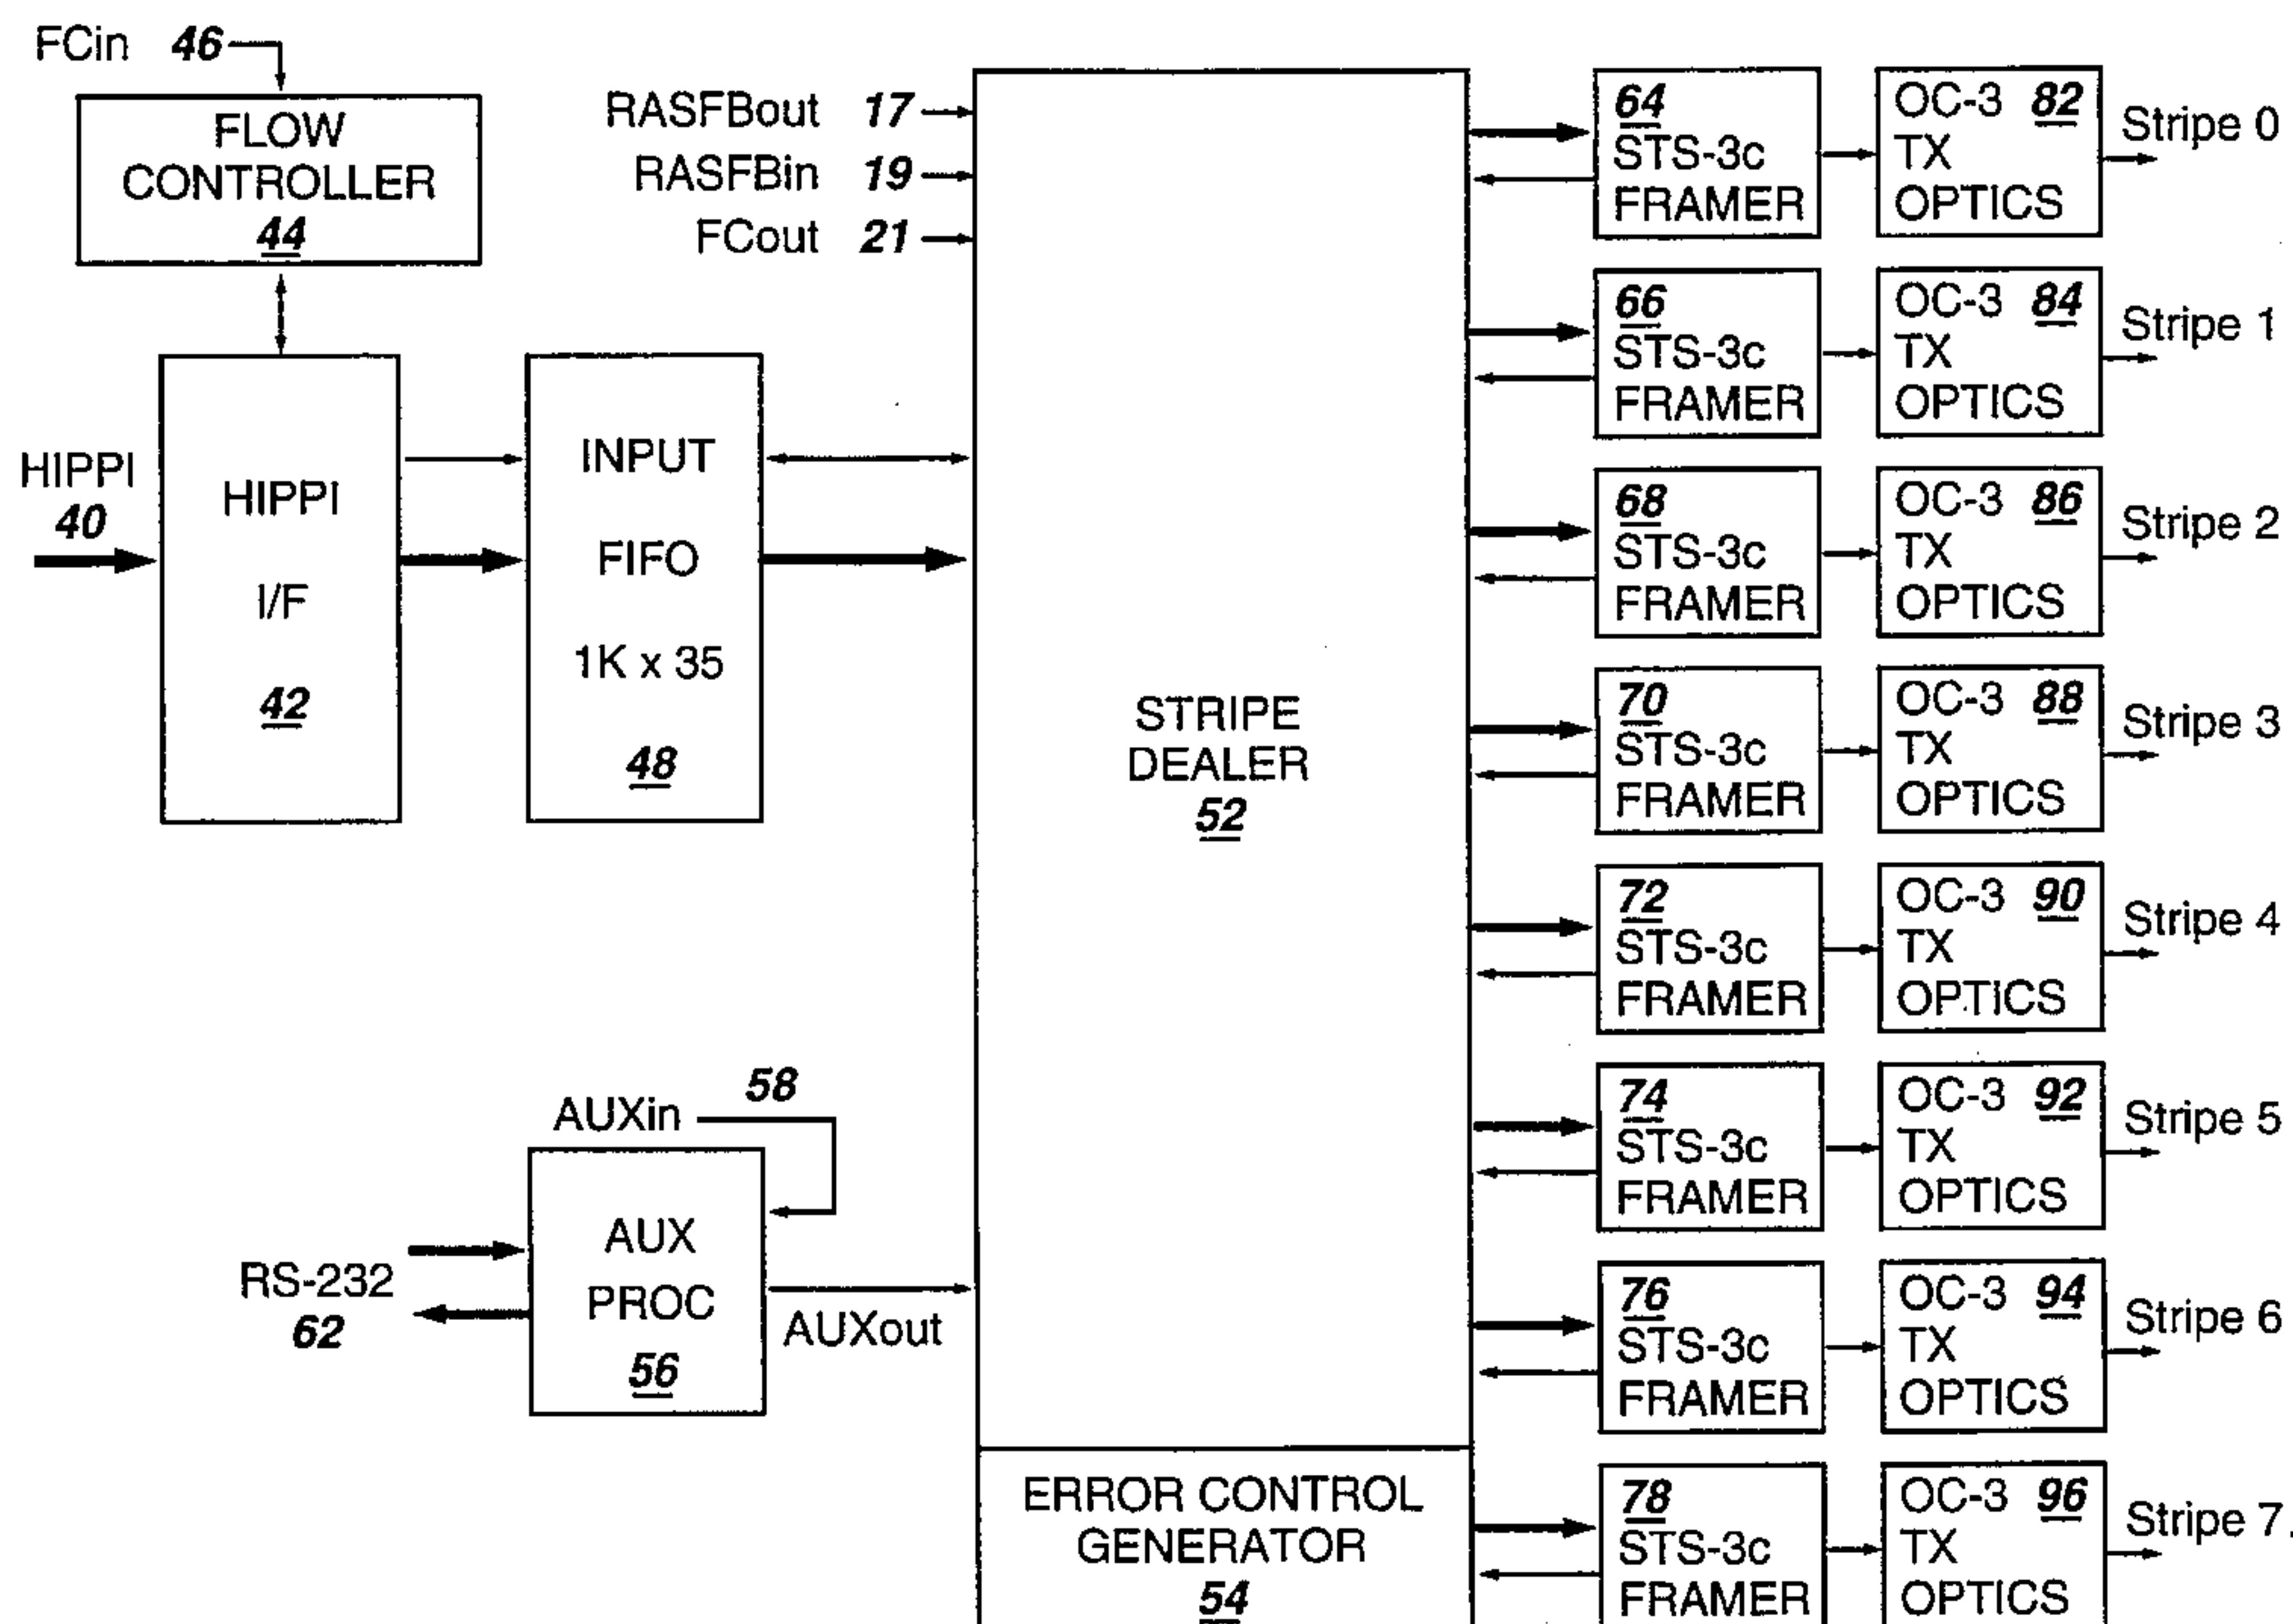 FCin 46
FLOW
CONTROLLER
44
HIPPI
40
HIPPI
I/F
42
INPUT
FIFO
1K x 35
48
RASFBout 17
RASFBin 19
FCout 21
AUXin 58
RS-232
62
AUX
PROC
56
AUXout
STRIPE
DEALER
52
ERROR CONTROL
GENERATOR
54
64
STS-3c
FRAMER
OC-3 82
TX
OPTICS
Stripe 0
66
STS-3c
FRAMER
OC-3 84
TX
OPTICS
Stripe 1
68
STS-3c
FRAMER
OC-3 86
TX
OPTICS
Stripe 2
70
STS-3c
FRAMER
OC-3 88
TX
OPTICS
Stripe 3
72
STS-3c
FRAMER
OC-3 90
TX
OPTICS
Stripe 4
74
STS-3c
FRAMER
OC-3 92
TX
OPTICS
Stripe 5
76
STS-3c
FRAMER
OC-3 94
TX
OPTICS
Stripe 6
78
STS-3c
FRAMER
OC-3 96
TX
OPTICS
Stripe 7.